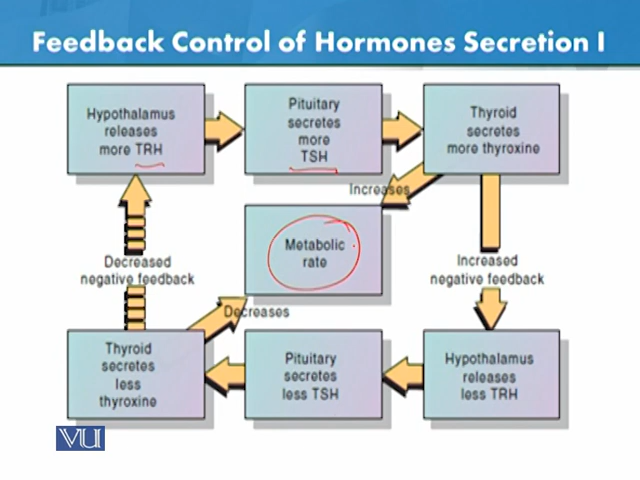 Feedback Control of Hormones Secretion I
Hypothalamus
releases
more TRH
Pituitary
secretes
more
TSH
Thyroid
secretes
more thyroxine
Increases
Metabolic
rate
Decreased
negative feedback
Increased
negative feedback
Decreases
Thyroid
secretes
less
thyroxine
Pituitary
secretes
less TSH
Hypothalamus
releases
less TRH
VU